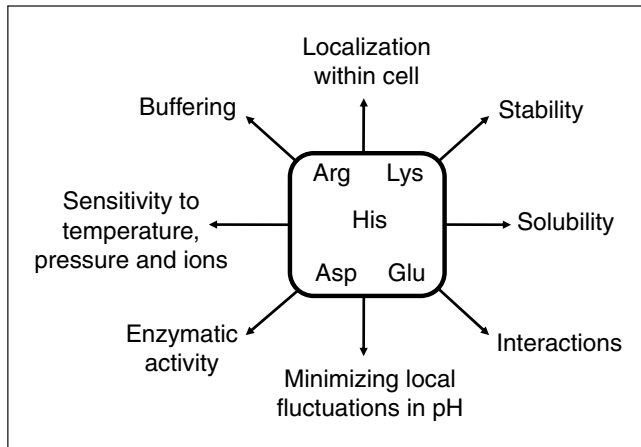 Localization
within cell
Buffering
Stability
Arg Lys
Sensitivity to
temperature,
pressure and ions
His
Solubility
Asp Glu
Enzymatic
activity
Interactions
Minimizing local
fluctuations in pH